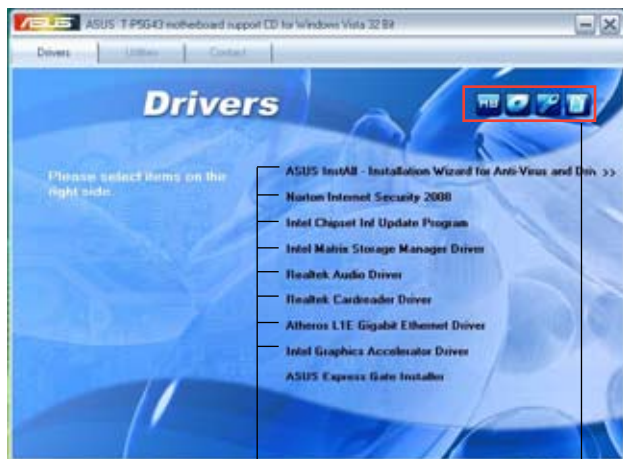 ASUS ASUS T-P5G43 motherboard support CD for Windows Vista 32 Bit
Drivers Utilities Contact
Drivers
Please select items on the
right side.
ASUS InstAll - Installation Wizard for Anti-Virus and Driv >>
Norton Internet Security 2008
Intel Chipset Inf Update Program
Intel Matrix Storage Manager Driver
Realtek Audio Driver
Realtek Cardreader Driver
Atheros L1E Gigabit Ethernet Driver
Intel Graphics Accelerator Driver
ASUS Express Gate Installer